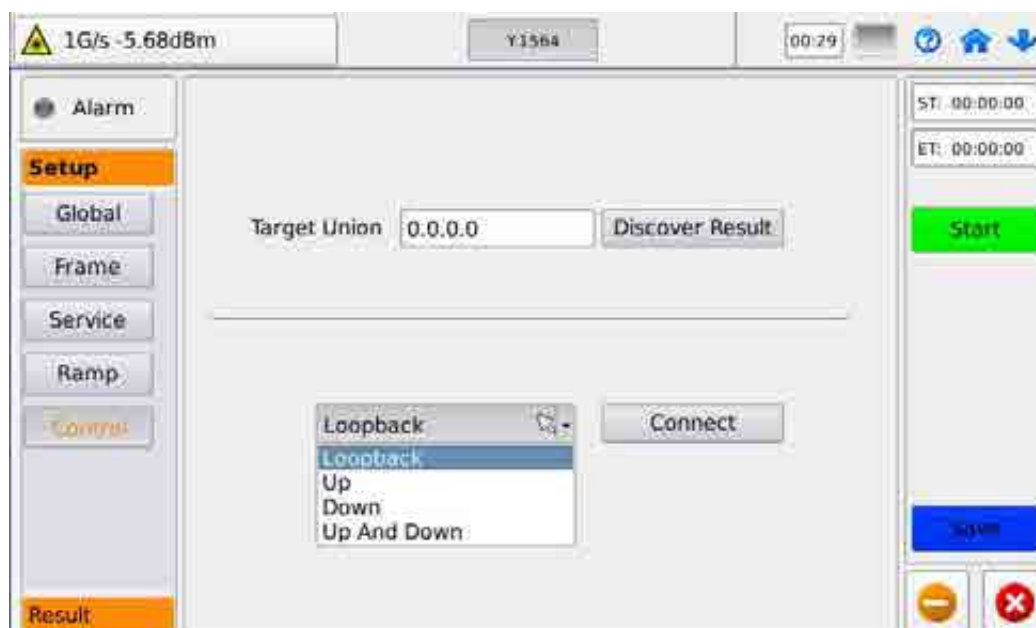 1G/s -5.68dBm
Y1564
00:29
Alarm
ST: 00:00:00
ET: 00:00:00
Setup
Global
Frame
Service
Ramp
Control
Target Union
0.0.0.0
Discover Result
Start
Loopback
Connect
Loopback
Up
Down
Up And Down
Save
Result